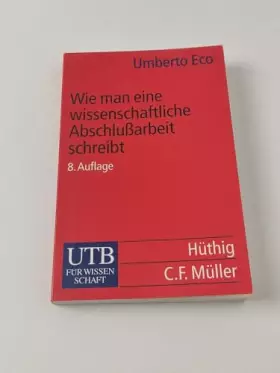 Umberto Eco
Wie man eine
wissenschaftliche
Abschlußarbeit
schreibt
8. Auflage
UTB
FÜR WISSEN
SCHAFT
Hüthig
C.F. Müller